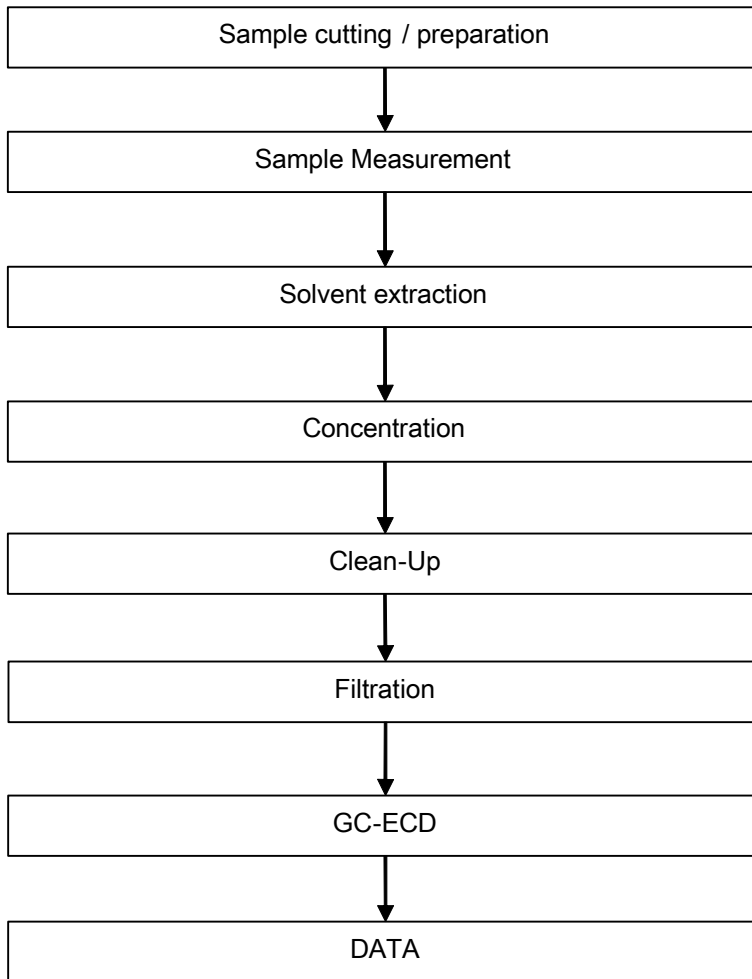 Sample cutting / preparation
Sample Measurement
Solvent extraction
Concentration
Clean-Up
Filtration
GC-ECD
DATA